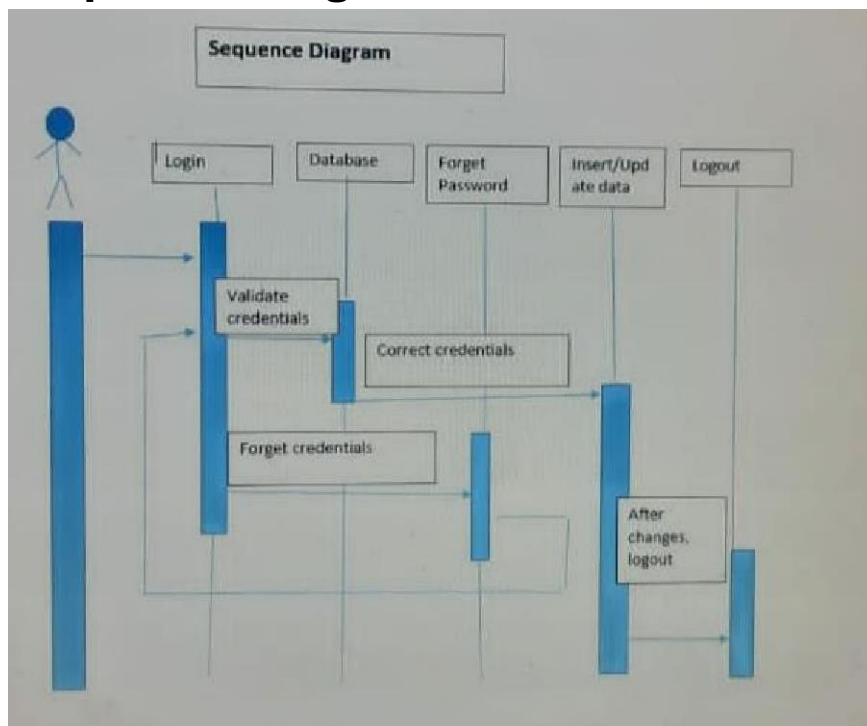 Sequence Diagram
Login
Database
Forget
Password
Insert/Upd
ate data
Logout
Validate
credentials
Correct credentials
Forget credentials
After
changes,
logout